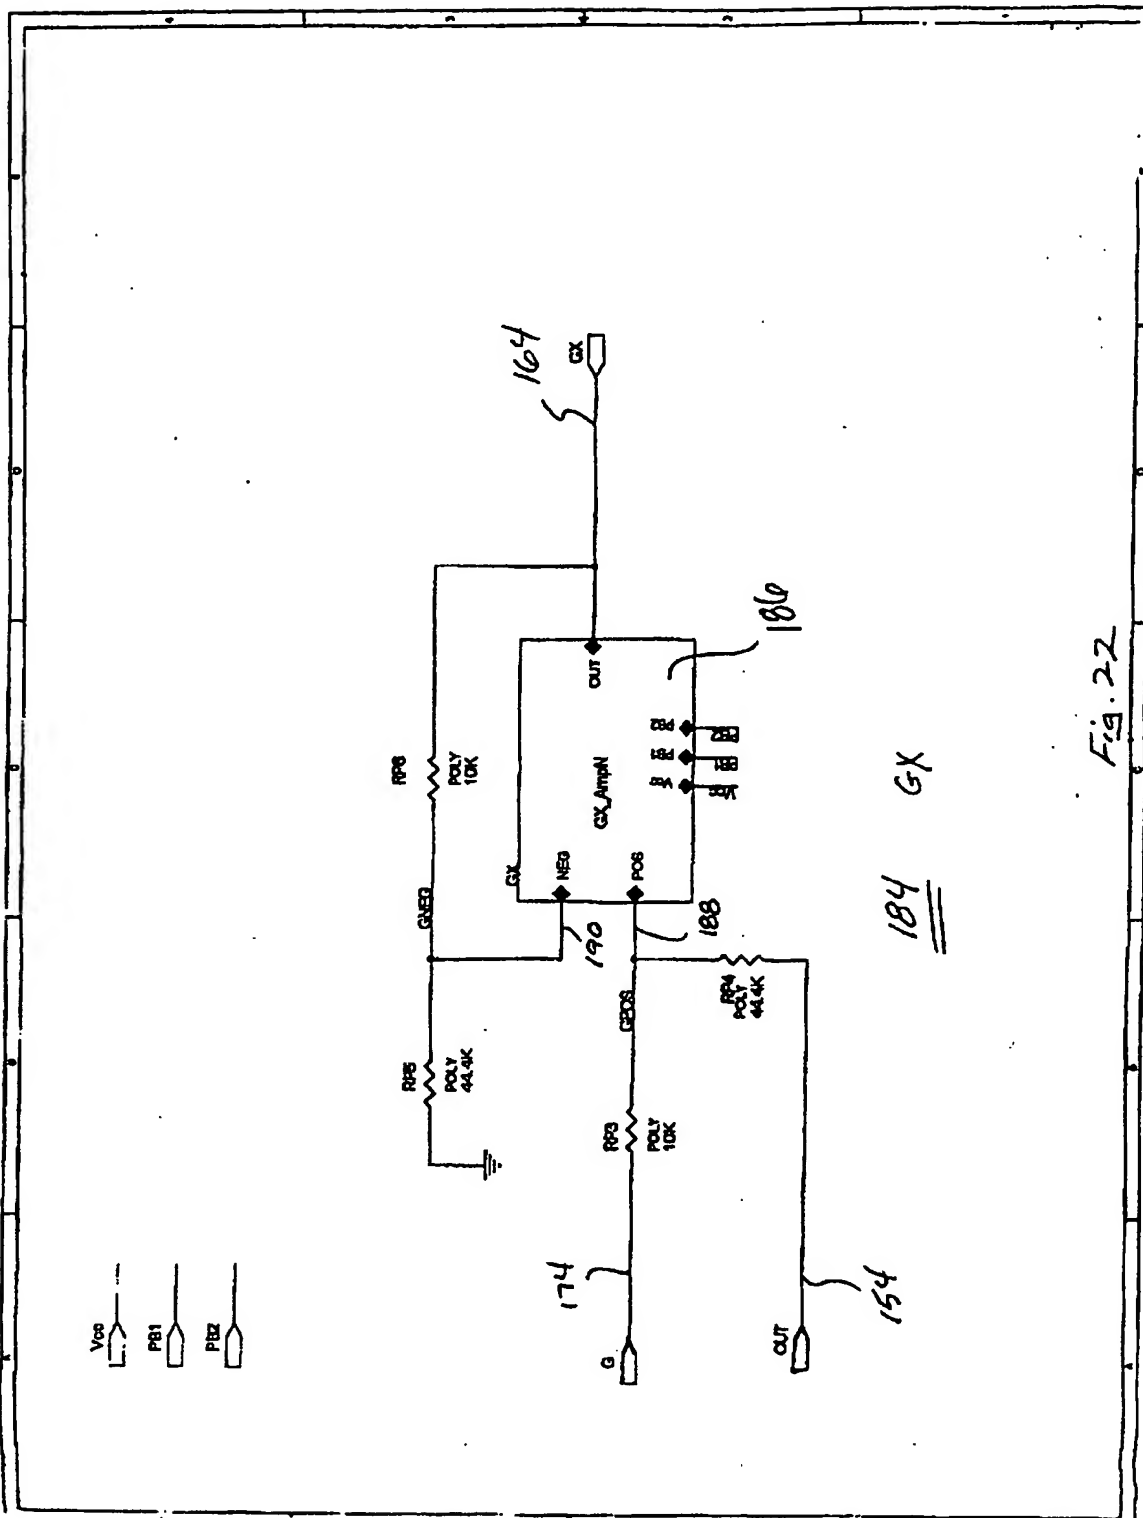 Vcc
PB1
PB2
RP5
POLY
44.4K
GNEG
RP6
POLY
10K
GX
NEG
190
GX_AmpN
OUT
164
GX
G
174
RP3
POLY
10K
GPOS
POS
188
186
OUT
154
RP4
POLY
44.4K
184
GX
Fig. 22